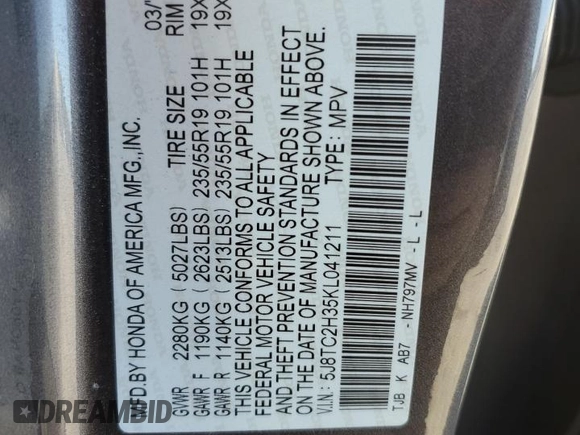 MFD.BY HONDA OF AMERICA MFG.,INC. 03/
TIRE SIZE RIM
GVWR 2280KG ( 5027LBS)
GAWR F 1190KG ( 2623LBS) 235/55R19 101H 19X
GAWR R 1140KG ( 2513LBS) 235/55R19 101H 19X
THIS VEHICLE CONFORMS TO ALL APPLICABLE
FEDERAL MOTOR VEHICLE SAFETY
AND THEFT PREVENTION STANDARDS IN EFFECT
ON THE DATE OF MANUFACTURE SHOWN ABOVE.
V.I.N.: 5J8TC2H35KL041211 TYPE: MPV
TJB K AB7 - NH797MV - L - L
DREAMBID